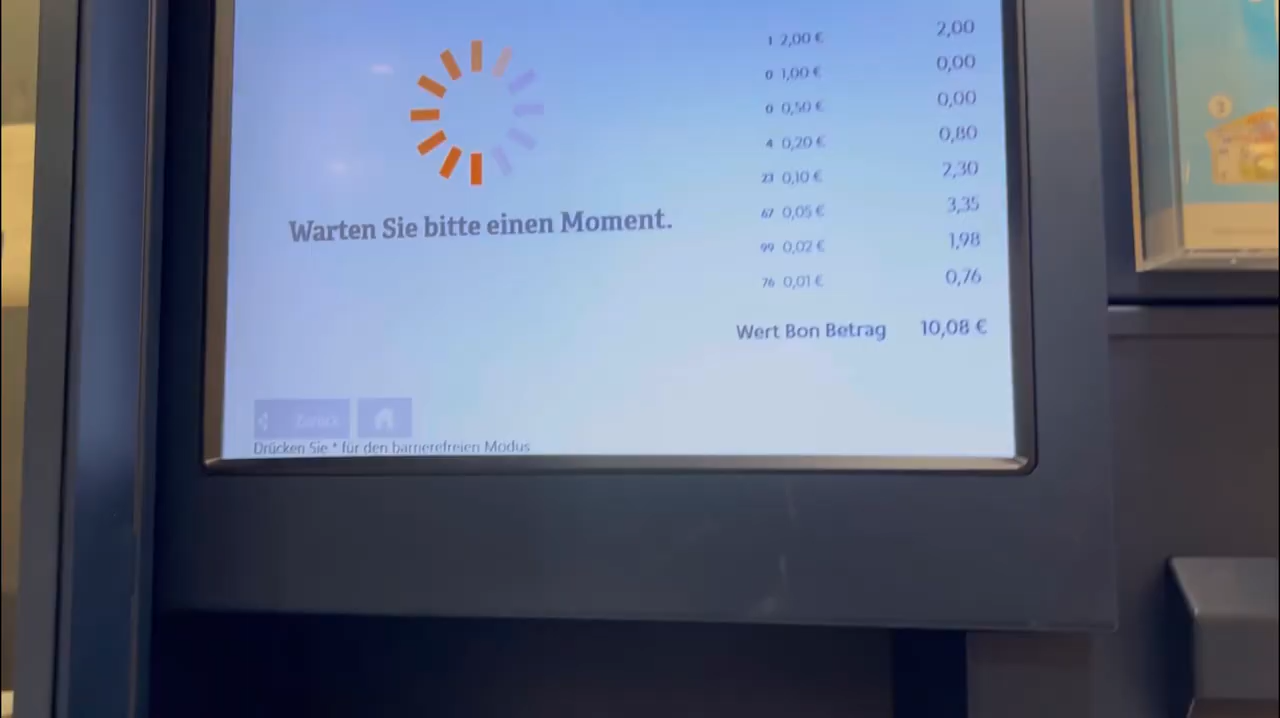 1 2,00 € 2,00
0 1,00 € 0,00
0 0,50 € 0,00
4 0,20 € 0,80
23 0,10 € 2,30
67 0,05 € 3,35
99 0,02 € 1,98
76 0,01 € 0,76
Warten Sie bitte einen Moment.
Wert Bon Betrag 10,08 €
Zurück
Drücken Sie * für den barrierefreien Modus